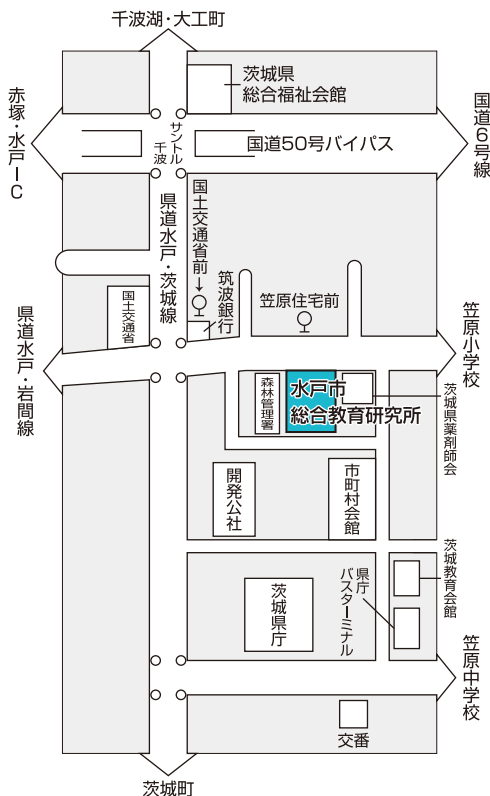 千波湖・大工町
茨城県
総合福祉会館
赤塚・水戸IC
国道6号線
サントル
千波
国道50号バイパス
県道水戸・茨城線
国土交通省前
国土交通省
筑波銀行
笠原住宅前
笠原小学校
県道水戸・岩間線
森林管理署
水戸市
総合教育研究所
茨城県薬剤師会
開発公社
市町村会館
茨城教育会館
県庁
バスターミナル
茨城県庁
笠原中学校
交番
茨城町